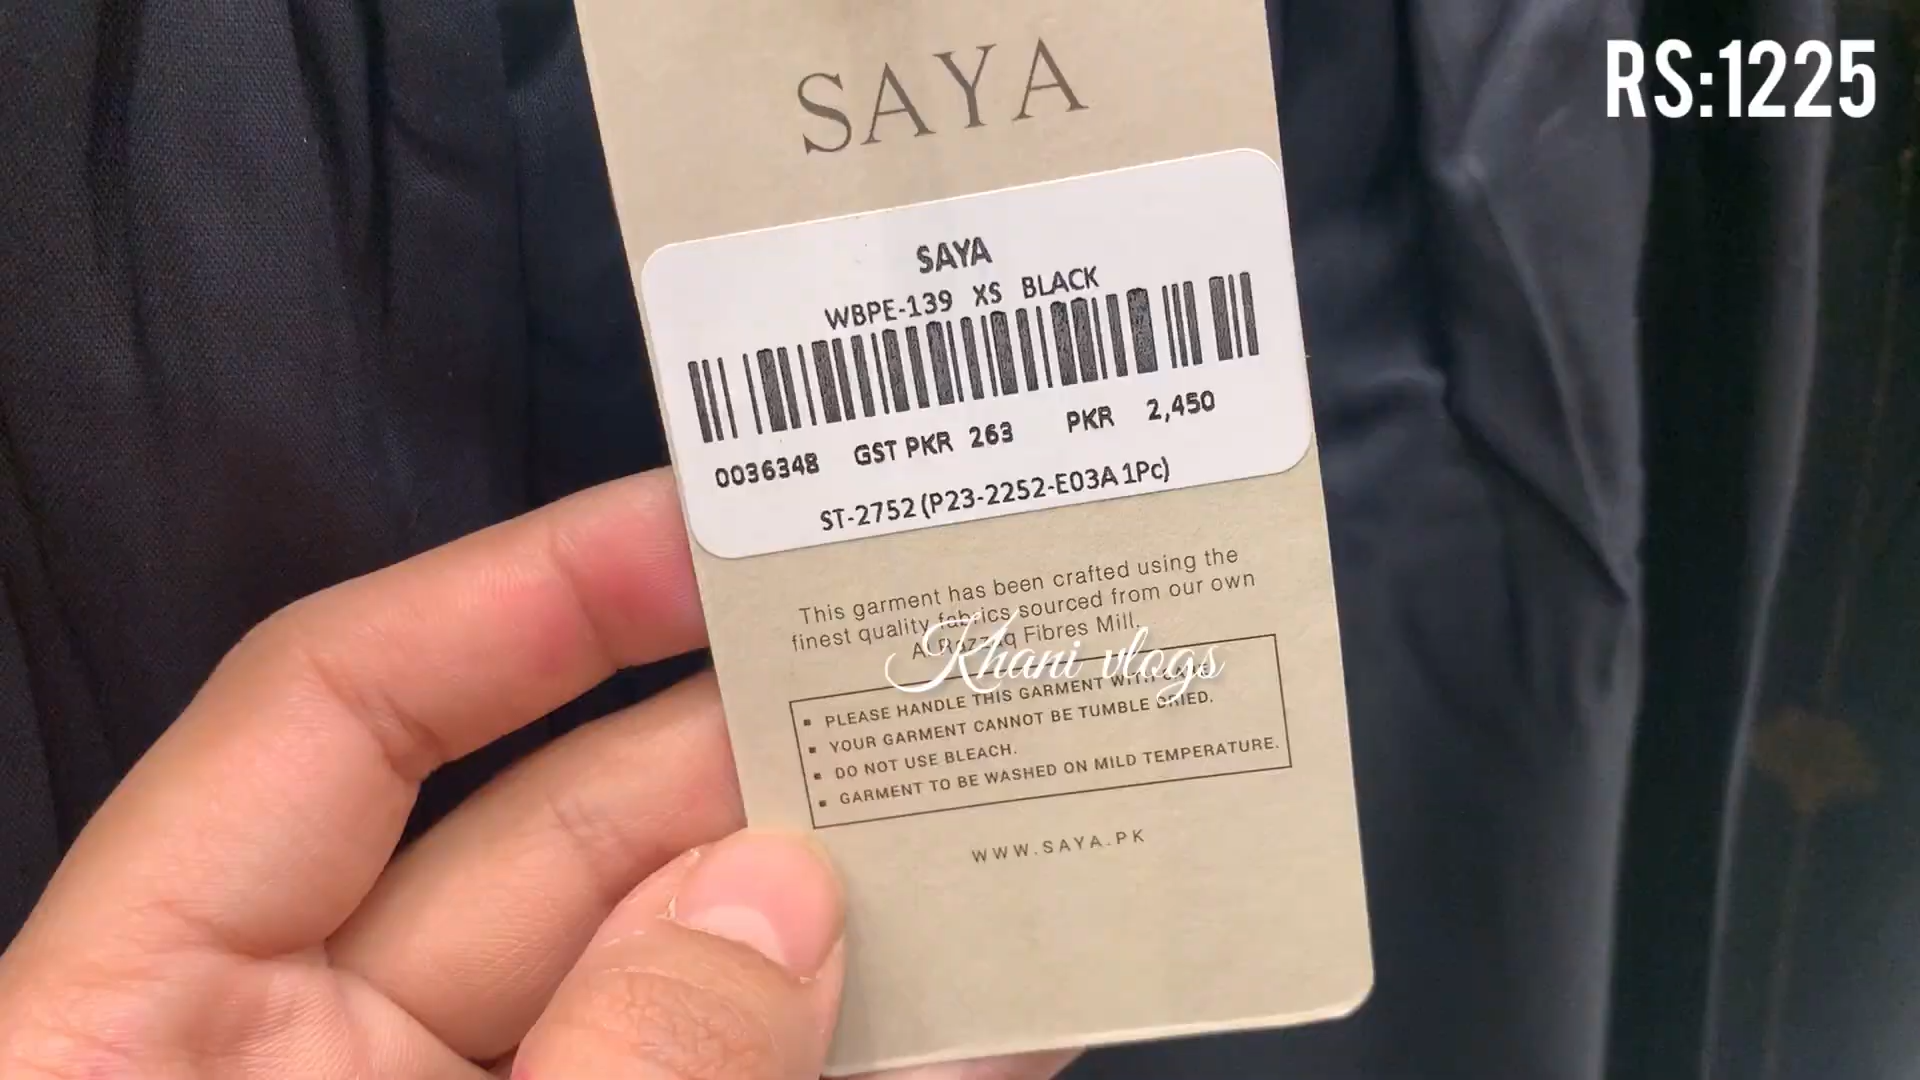 SAYA
RS:1225
SAYA
WBPE-139 XS BLACK
0036348 GST PKR 263 PKR 2,450
ST-2752 (P23-2252-E03A 1Pc)
This garment has been crafted using the
finest quality fabrics sourced from our own
Fibres Mill.
Khani vlogs
▪ PLEASE HANDLE THIS GARMENT WITH CARE.
▪ YOUR GARMENT CANNOT BE TUMBLE DRIED.
▪ DO NOT USE BLEACH.
▪ GARMENT TO BE WASHED ON MILD TEMPERATURE.
WWW.SAYA.PK